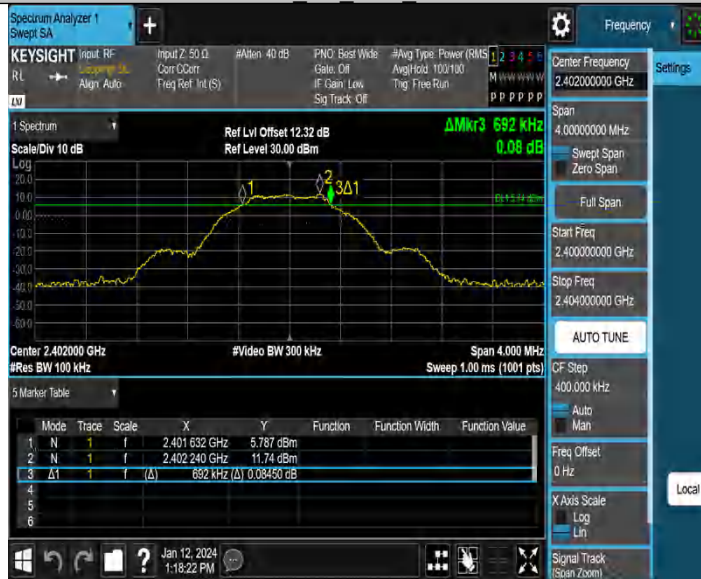 Spectrum Analyzer 1
Swept SA
Frequency
KEYSIGHT
Input: RF
Input Z: 50 Ω
#Atten: 40 dB
PNO: Best Wide
#Avg Type: Power (RMS
1 2 3 4 5 6
RL
Corr CCorr
Gate: Off
Avg|Hold: 100/100
M W W W W W
Align: Auto
Freq Ref: Int (S)
IF Gain: Low
Trig: Free Run
Sig Track: Off
P P P P P P
LXI
1 Spectrum
Ref Lvl Offset 12.32 dB
ΔMkr3 692 kHz
Scale/Div 10 dB
Ref Level 30.00 dBm
0.08 dB
Log
20.0
10.0
0.00
-10.0
-20.0
-30.0
-40.0
-50.0
-60.0
1
2
3Δ1
Center 2.402000 GHz
#Video BW 300 kHz
Span 4.000 MHz
#Res BW 100 kHz
Sweep 1.00 ms (1001 pts)
5 Marker Table
Mode Trace Scale X Y Function Function Width Function Value
1 N 1 f 2.401 632 GHz 5.787 dBm
2 N 1 f 2.402 240 GHz 11.74 dBm
3 Δ1 1 f (Δ) 692 kHz (Δ) 0.08450 dB
4
5
6
Jan 12, 2024
1:18:22 PM
Center Frequency
2.402000000 GHz
Settings
Span
4.00000000 MHz
Swept Span
Zero Span
Full Span
Start Freq
2.400000000 GHz
Stop Freq
2.404000000 GHz
AUTO TUNE
CF Step
400.000 kHz
Auto
Man
Freq Offset
0 Hz
Local
X Axis Scale
Log
Lin
Signal Track
(Span Zoom)